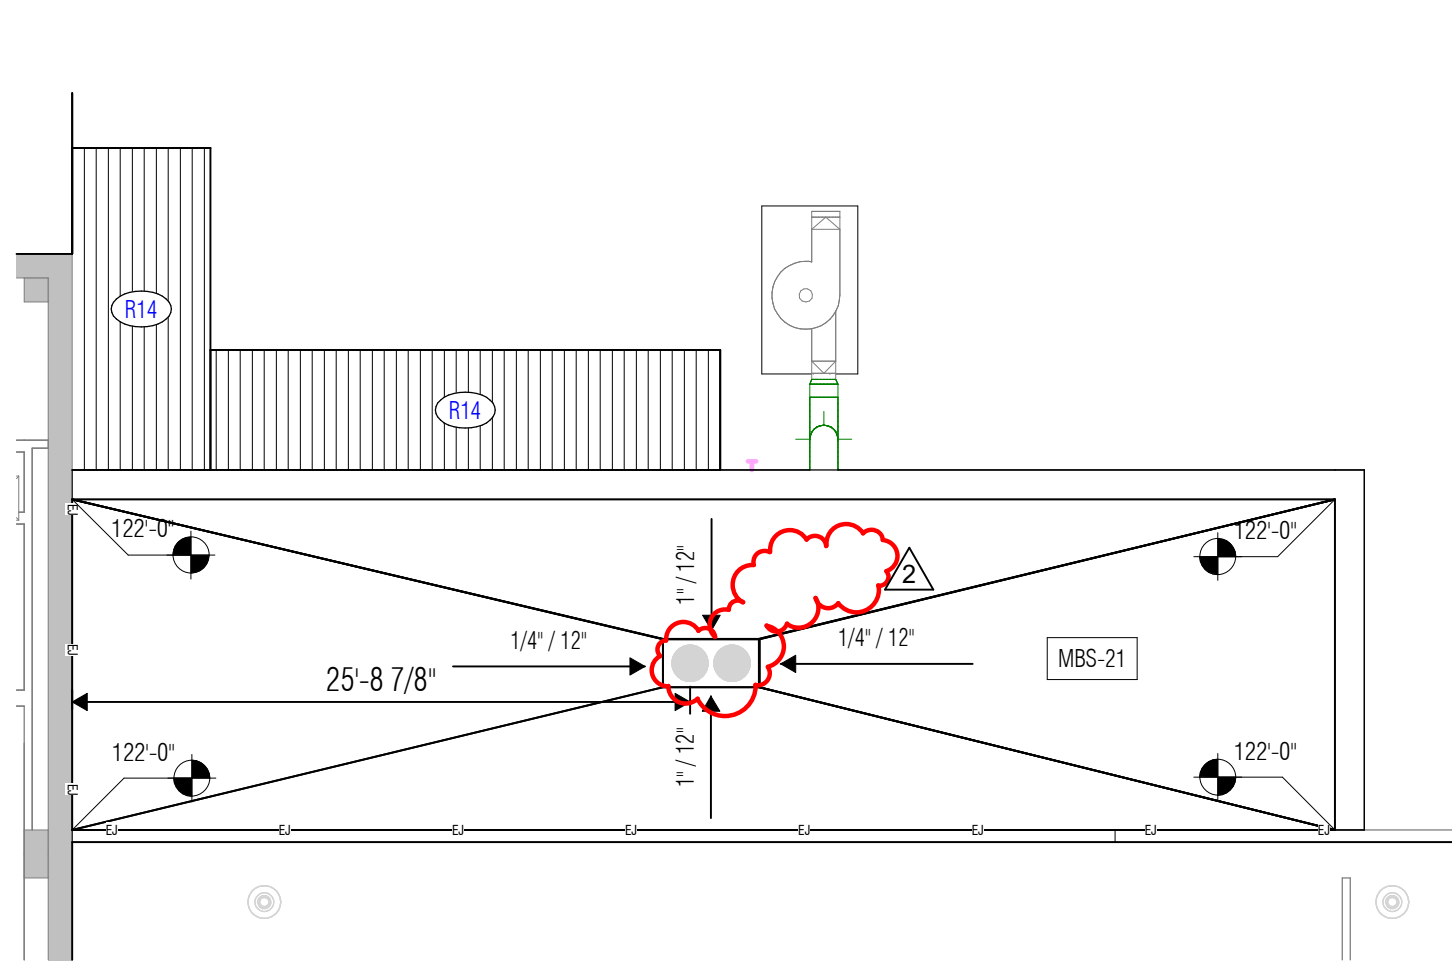 R14
R14
EJ
122'-0"
122'-0"
1" / 12"
2
1/4" / 12"
1/4" / 12"
EJ
MBS-21
25'-8 7/8"
1" / 12"
122'-0"
122'-0"
EJ
EJ
EJ
EJ
EJ
EJ
EJ
EJ
EJ